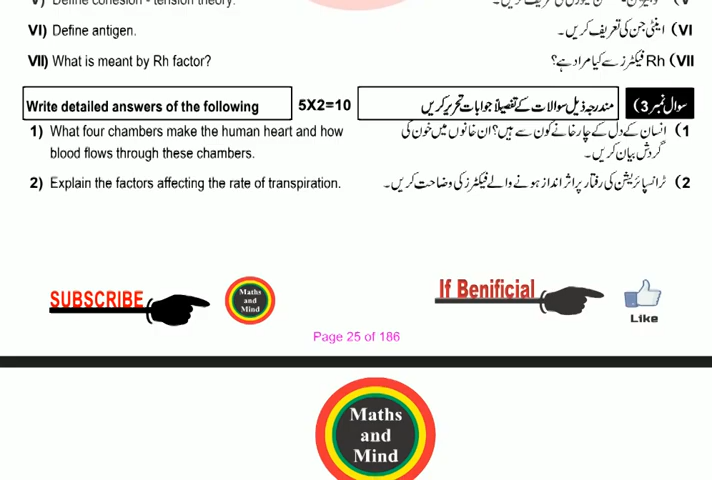 V) Define cohesion - tension theory.
VI) Define antigen.
VI) اینٹی جن کی تعریف کریں۔
VII) What is meant by Rh factor?
VII) Rh فیکٹرز سے کیا مراد ہے؟
Write detailed answers of the following 5X2=10 مندرجہ ذیل سوالات کے تفصیلاً جوابات تحریر کریں سوال نمبر 3)
1) What four chambers make the human heart and how
blood flows through these chambers.
1) انسان کے دل کے چار خانے کون سے ہیں؟ ان خانوں میں خون کی
گردش بیان کریں۔
2) Explain the factors affecting the rate of transpiration.
2) ٹرانسپائریشن کی رفتار پر اثر انداز ہونے والے فیکٹرز کی وضاحت کریں۔
SUBSCRIBE
Maths
and
Mind
If Benificial
Like
Page 25 of 186
Maths
and
Mind